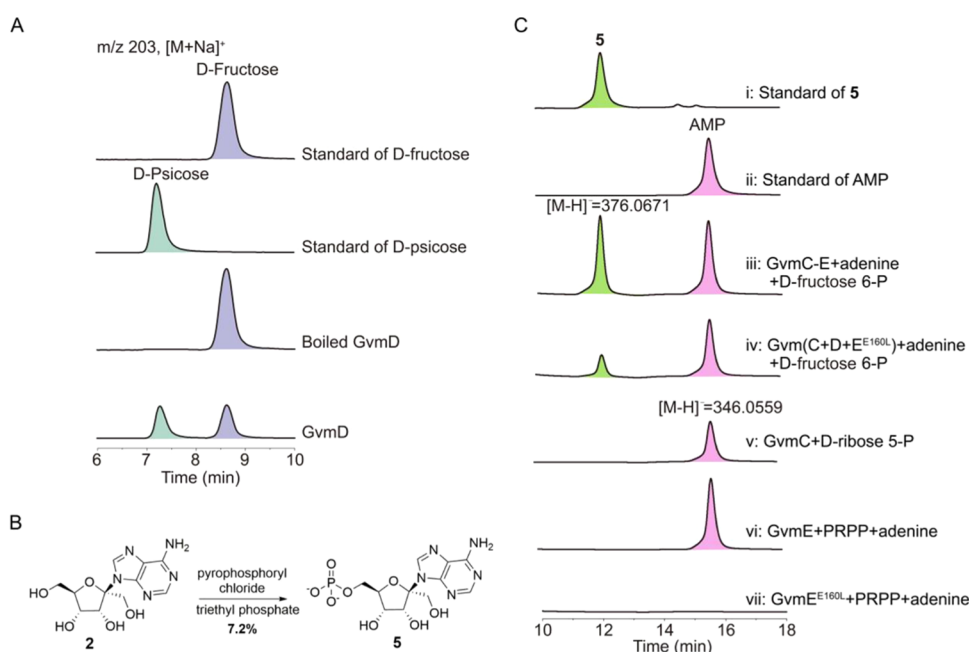 A
m/z 203, [M+Na]⁺
D-Fructose
Standard of D-fructose
D-Psicose
Standard of D-psicose
Boiled GvmD
GvmD
6 7 8 9 10
Time (min)
B
HO
O
N
N
NH₂
N
N
OH
HO OH
2
pyrophosphoryl
chloride
triethyl phosphate
7.2%
O
⁻O P O
O⁻
O
N
N
NH₂
N
N
OH
HO OH
5
C
5
i: Standard of 5
AMP
ii: Standard of AMP
[M-H]⁻=376.0671
iii: GvmC-E+adenine
+D-fructose 6-P
iv: Gvm(C+D+Eᴱ¹⁶⁰ᴸ)+adenine
+D-fructose 6-P
[M-H]⁻=346.0559
v: GvmC+D-ribose 5-P
vi: GvmE+PRPP+adenine
vii: GvmEᴱ¹⁶⁰ᴸ+PRPP+adenine
10 12 14 16 18
Time (min)